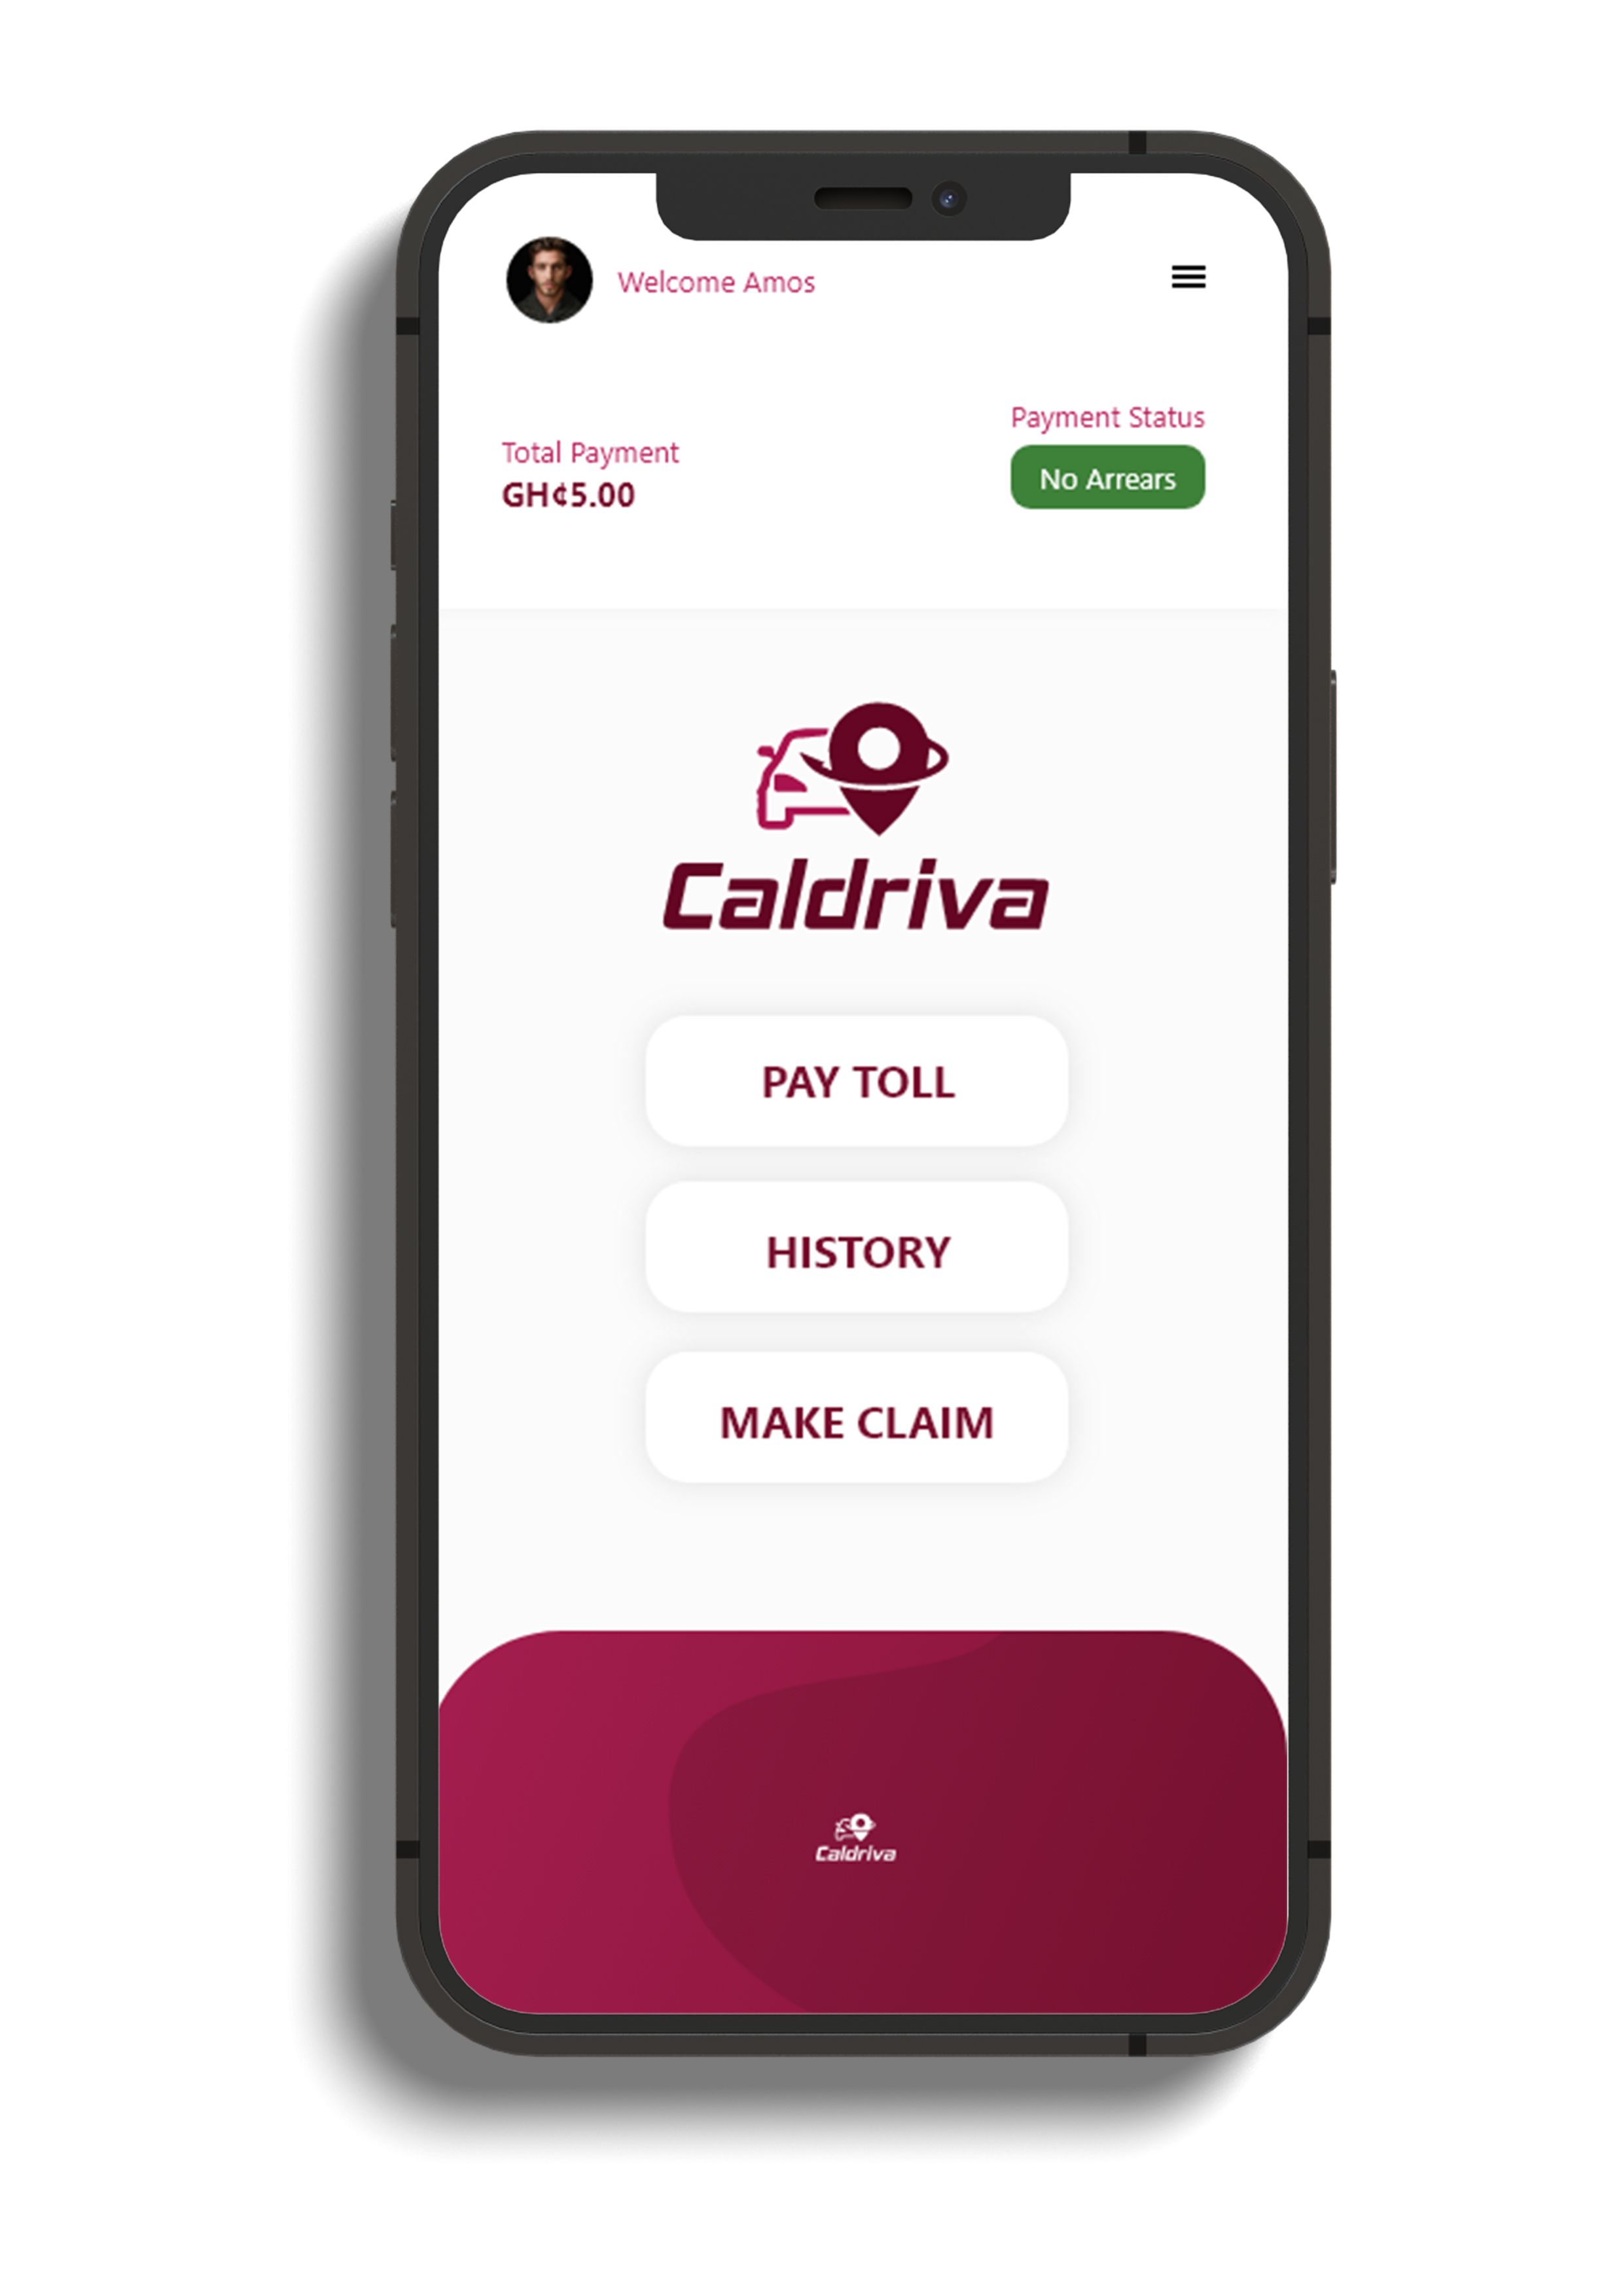 Welcome Amos
Payment Status
No Arrears
Total Payment
GH¢5.00
Caldriva
PAY TOLL
HISTORY
MAKE CLAIM
Caldriva